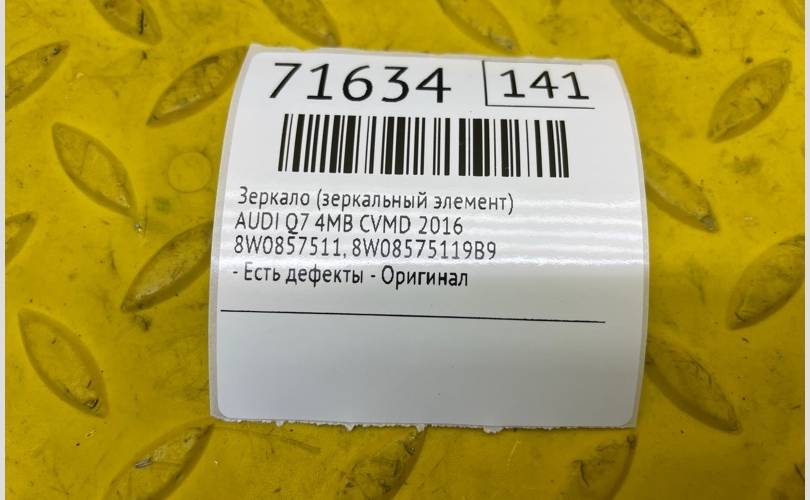 71634 141
Зеркало (зеркальный элемент)
AUDI Q7 4MB CVMD 2016
8W0857511, 8W08575119B9
- Есть дефекты - Оригинал